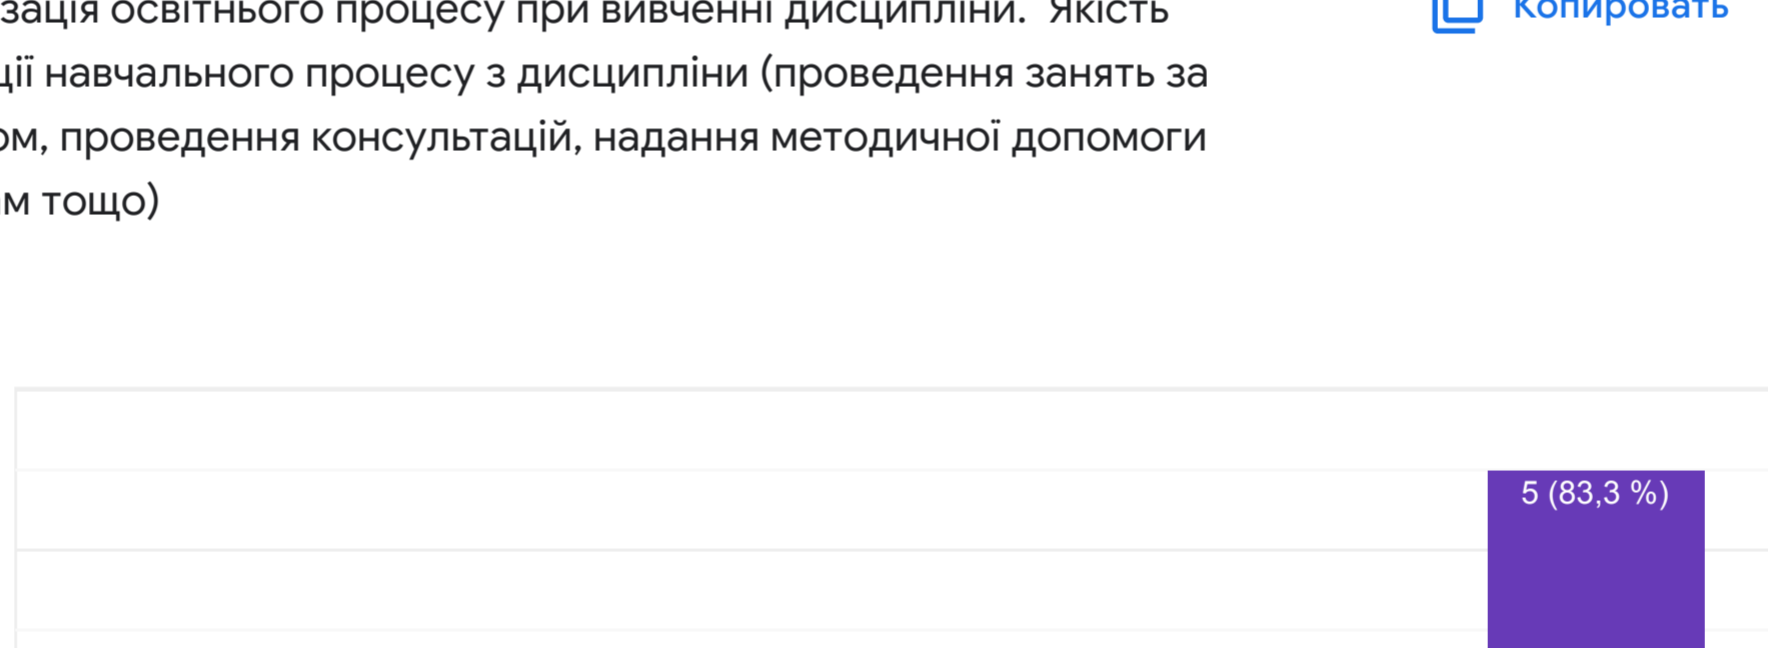 зація освітнього процесу при вивченні дисципліни. Якість
Копировать
ції навчального процесу з дисципліни (проведення занять за
ом, проведення консультацій, надання методичної допомоги
ам тощо)
5 (83,3 %)